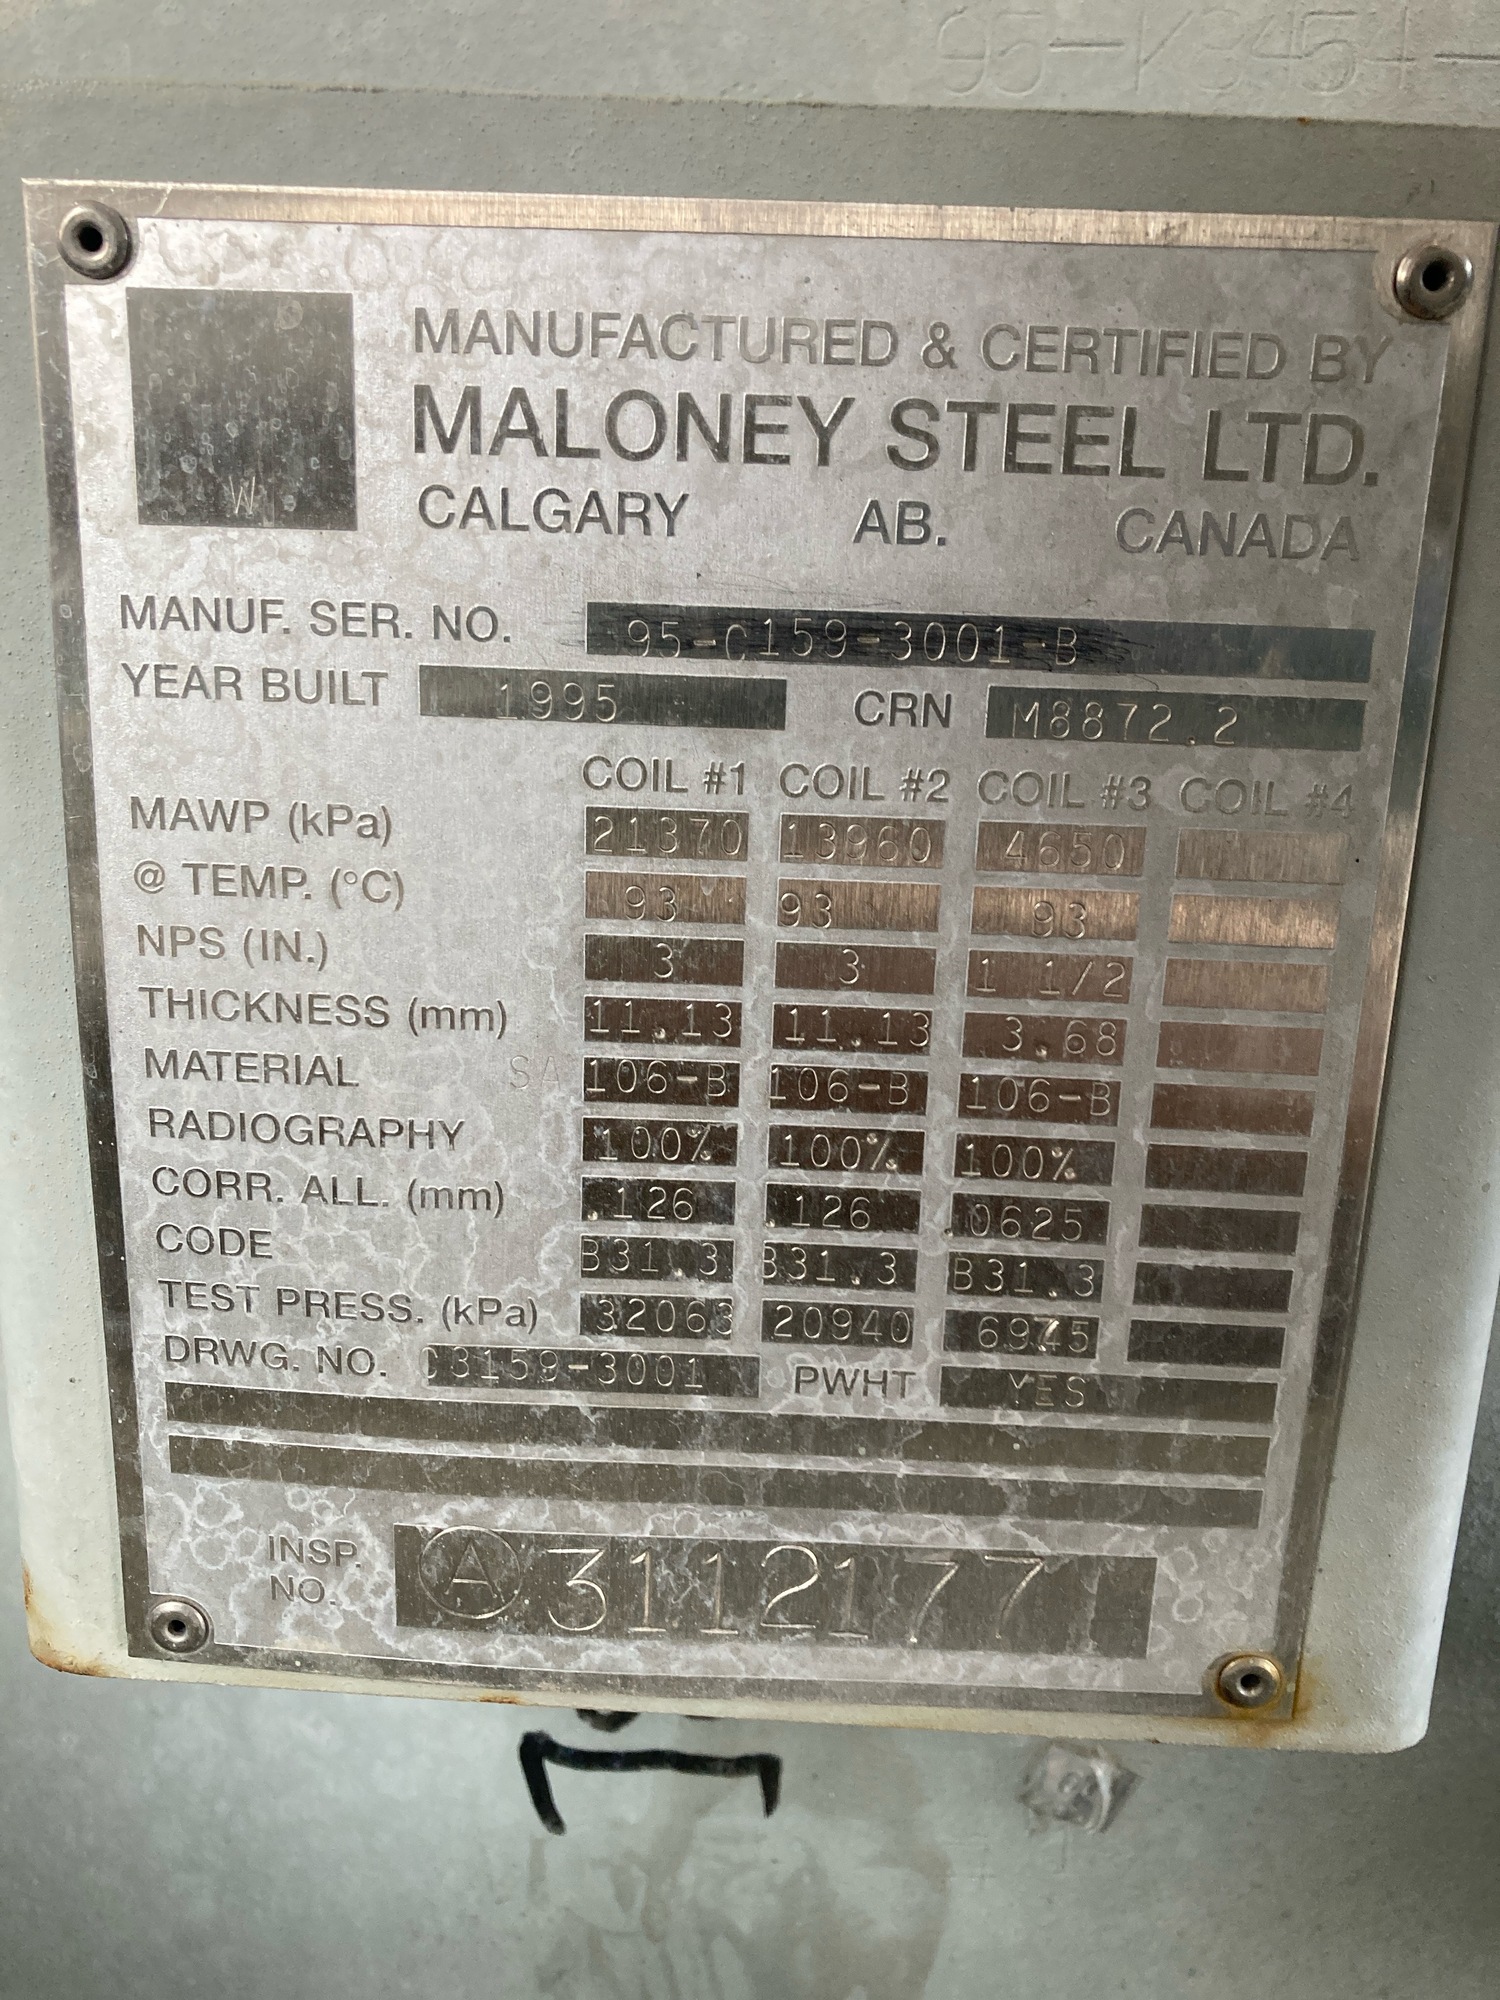 95-K3454-
W
MANUFACTURED & CERTIFIED BY
MALONEY STEEL LTD.
CALGARY AB. CANADA
MANUF. SER. NO. 95-C159-3001-B
YEAR BUILT 1995 CRN M8872.2
COIL #1 COIL #2 COIL #3 COIL #4
MAWP (kPa) 21370 13960 4650
@ TEMP. (°C) 93 93 93
NPS (IN.) 3 3 1 1/2
THICKNESS (mm) 11.13 11.13 3.68
MATERIAL SA 106-B 106-B 106-B
RADIOGRAPHY 100% 100% 100%
CORR. ALL. (mm) .126 .126 .0625
CODE B31.3 B31.3 B31.3
TEST PRESS. (kPa) 32063 20940
DRWG. NO. C3159-3001 PWHT YES
INSP. NO. A 3112177